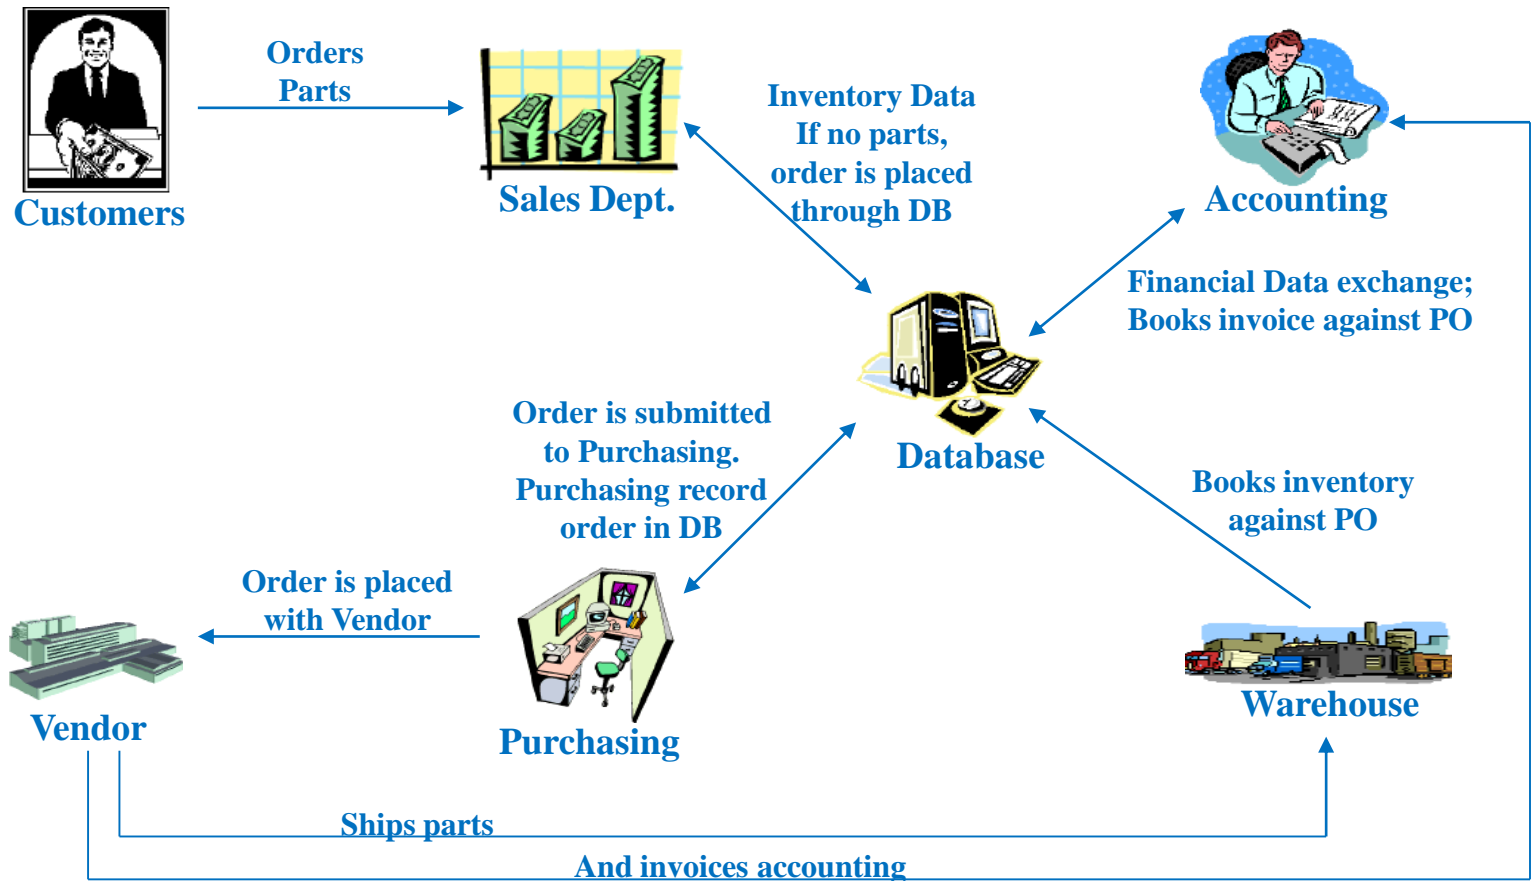 Orders
Parts
Customers
Sales Dept.
Inventory Data
If no parts,
order is placed
through DB
Accounting
Financial Data exchange;
Books invoice against PO
Database
Order is submitted
to Purchasing.
Purchasing record
order in DB
Books inventory
against PO
Order is placed
with Vendor
Vendor
Purchasing
Warehouse
Ships parts
And invoices accounting